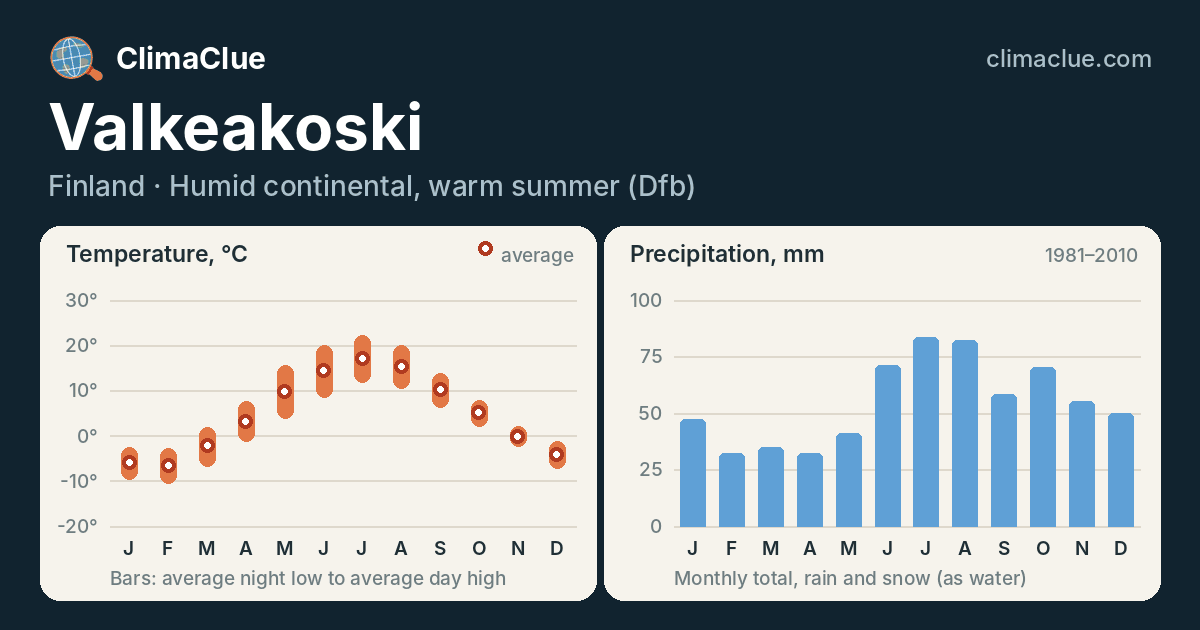 ClimaClue
climaclue.com
Valkeakoski
Finland · Humid continental, warm summer (Dfb)
Temperature, °C
average
30°
20°
10°
0°
-10°
-20°
J F M A M J J A S O N D
Bars: average night low to average day high
Precipitation, mm
1981–2010
100
75
50
25
0
J F M A M J J A S O N D
Monthly total, rain and snow (as water)